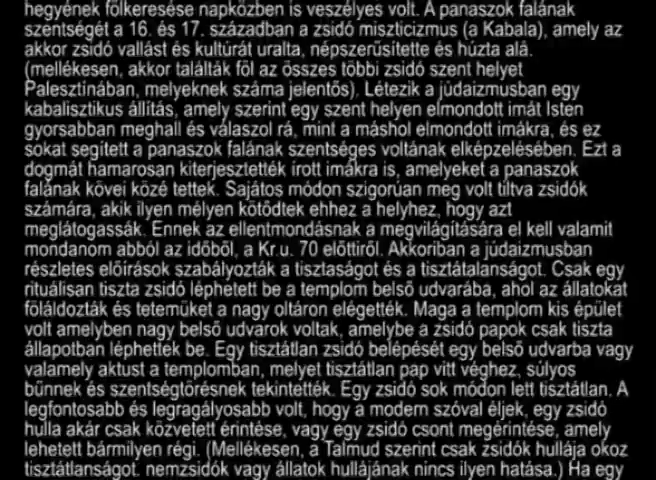 hegyének fölkeresése napközben is veszélyes volt. A panaszok falának
szentségét a 16. és 17. században a zsidó miszticizmus (a Kabala), amely az
akkor zsidó vallást és kultúrát uralta, népszerűsítette és húzta alá.
(mellékesen, akkor találták föl az összes többi zsidó szent helyet
Palesztinában, melyeknek száma jelentős). Létezik a júdaizmusban egy
kabalisztikus állítás, amely szerint egy szent helyen elmondott imát Isten
gyorsabban meghall és válaszol rá, mint a máshol elmondott imákra, és ez
sokat segített a panaszok falának szentséges voltának elképzelésében. Ezt a
dogmát hamarosan kiterjesztették írott imákra is, amelyeket a panaszok
falának kövei közé tettek. Sajátos módon szigorúan meg volt tiltva zsidók
számára, akik ilyen mélyen kötődtek ehhez a helyhez, hogy azt
meglátogassák. Ennek az ellentmondásnak a megvilágítására el kell valamit
mondanom abból az időből, a Kr.u. 70 előttiről. Akkoriban a júdaizmusban
részletes előírások szabályozták a tisztaságot és a tisztátalanságot. Csak egy
rituálisan tiszta zsidó léphetett be a templom belső udvarába, ahol az állatokat
föláldozták és tetemüket a nagy oltáron elégették. Maga a templom kis épület
volt amelyben nagy belső udvarok voltak, amelybe a zsidó papok csak tiszta
állapotban léphettek be. Egy tisztátlan zsidó belépését egy belső udvarba vagy
valamely aktust a templomban, melyet tisztátlan pap vitt véghez, súlyos
bűnnek és szentségtörésnek tekintették. Egy zsidó sok módon lett tisztátlan. A
legfontosabb és legragályosabb volt, hogy a modern szóval éljek, egy zsidó
hulla akár csak közvetett érintése, vagy egy zsidó csont megérintése, amely
lehetett bármilyen régi. (Mellékesen, a Talmud szerint csak zsidók hullája okoz
tisztátlanságot. nemzsidók vagy állatok hullájának nincs ilyen hatása.) Ha egy